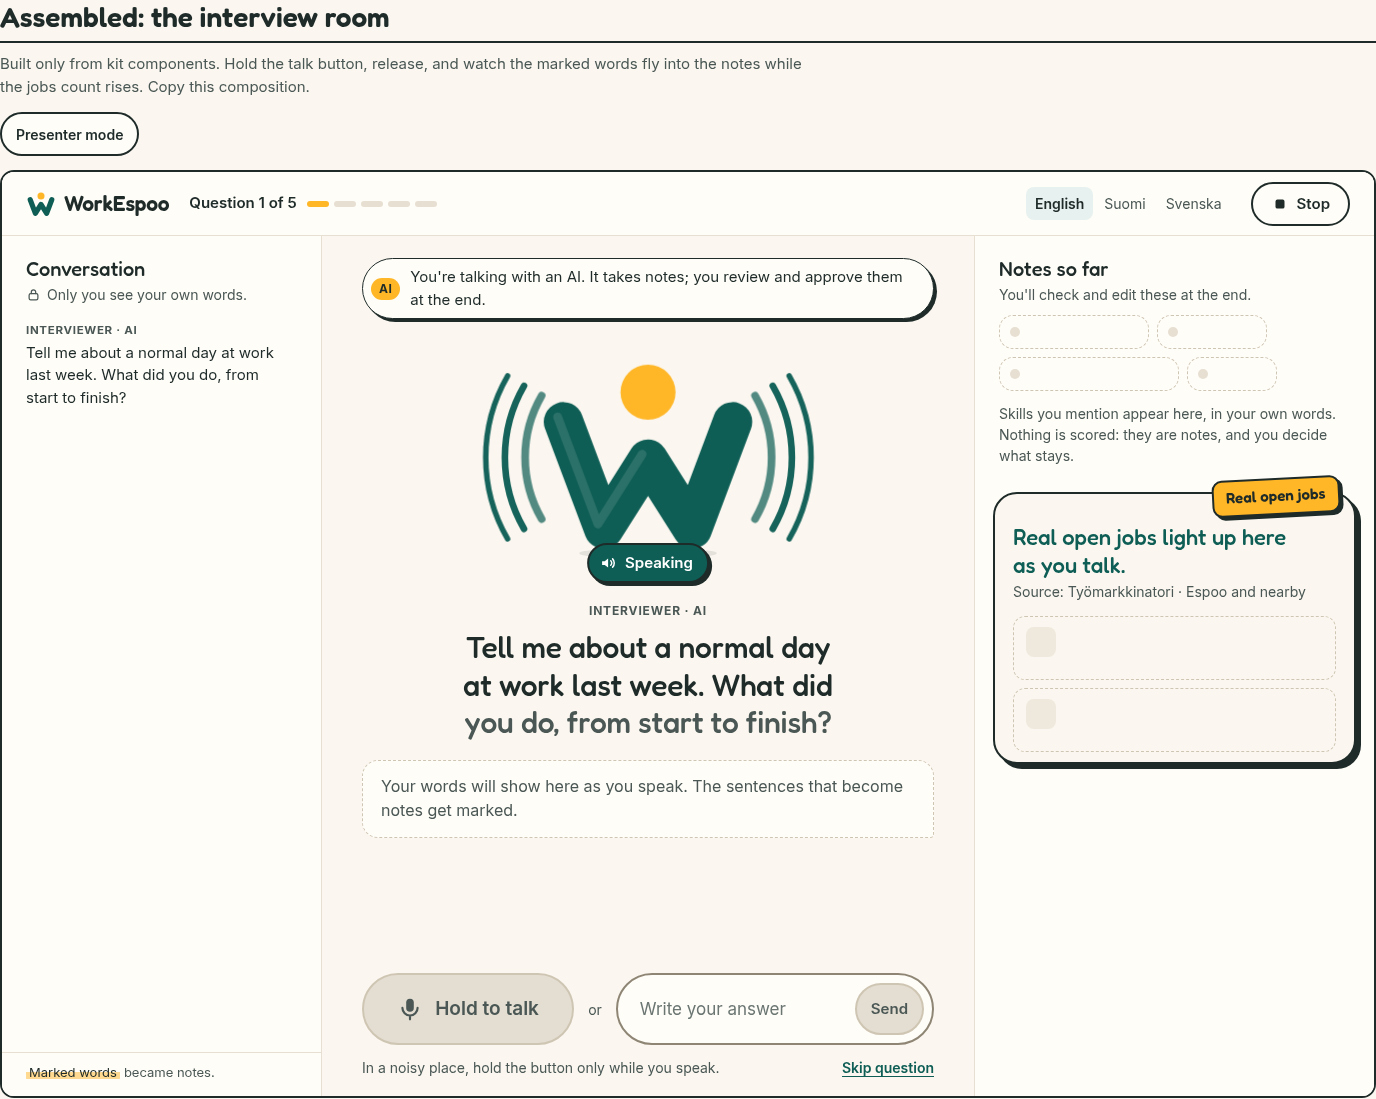 Assembled: the interview room
Built only from kit components. Hold the talk button, release, and watch the marked words fly into the notes while
the jobs count rises. Copy this composition.
Presenter mode
WorkEspoo
Question 1 of 5
English
Suomi
Svenska
Stop
Conversation
Only you see your own words.
INTERVIEWER · AI
Tell me about a normal day at work
last week. What did you do, from
start to finish?
Marked words became notes.
AI
You're talking with an AI. It takes notes; you review and approve them
at the end.
Speaking
INTERVIEWER · AI
Tell me about a normal day
at work last week. What did
you do, from start to finish?
Your words will show here as you speak. The sentences that become
notes get marked.
Hold to talk
or
Write your answer
Send
In a noisy place, hold the button only while you speak.
Skip question
Notes so far
You'll check and edit these at the end.
Skills you mention appear here, in your own words.
Nothing is scored: they are notes, and you decide
what stays.
Real open jobs
Real open jobs light up here
as you talk.
Source: Työmarkkinatori · Espoo and nearby